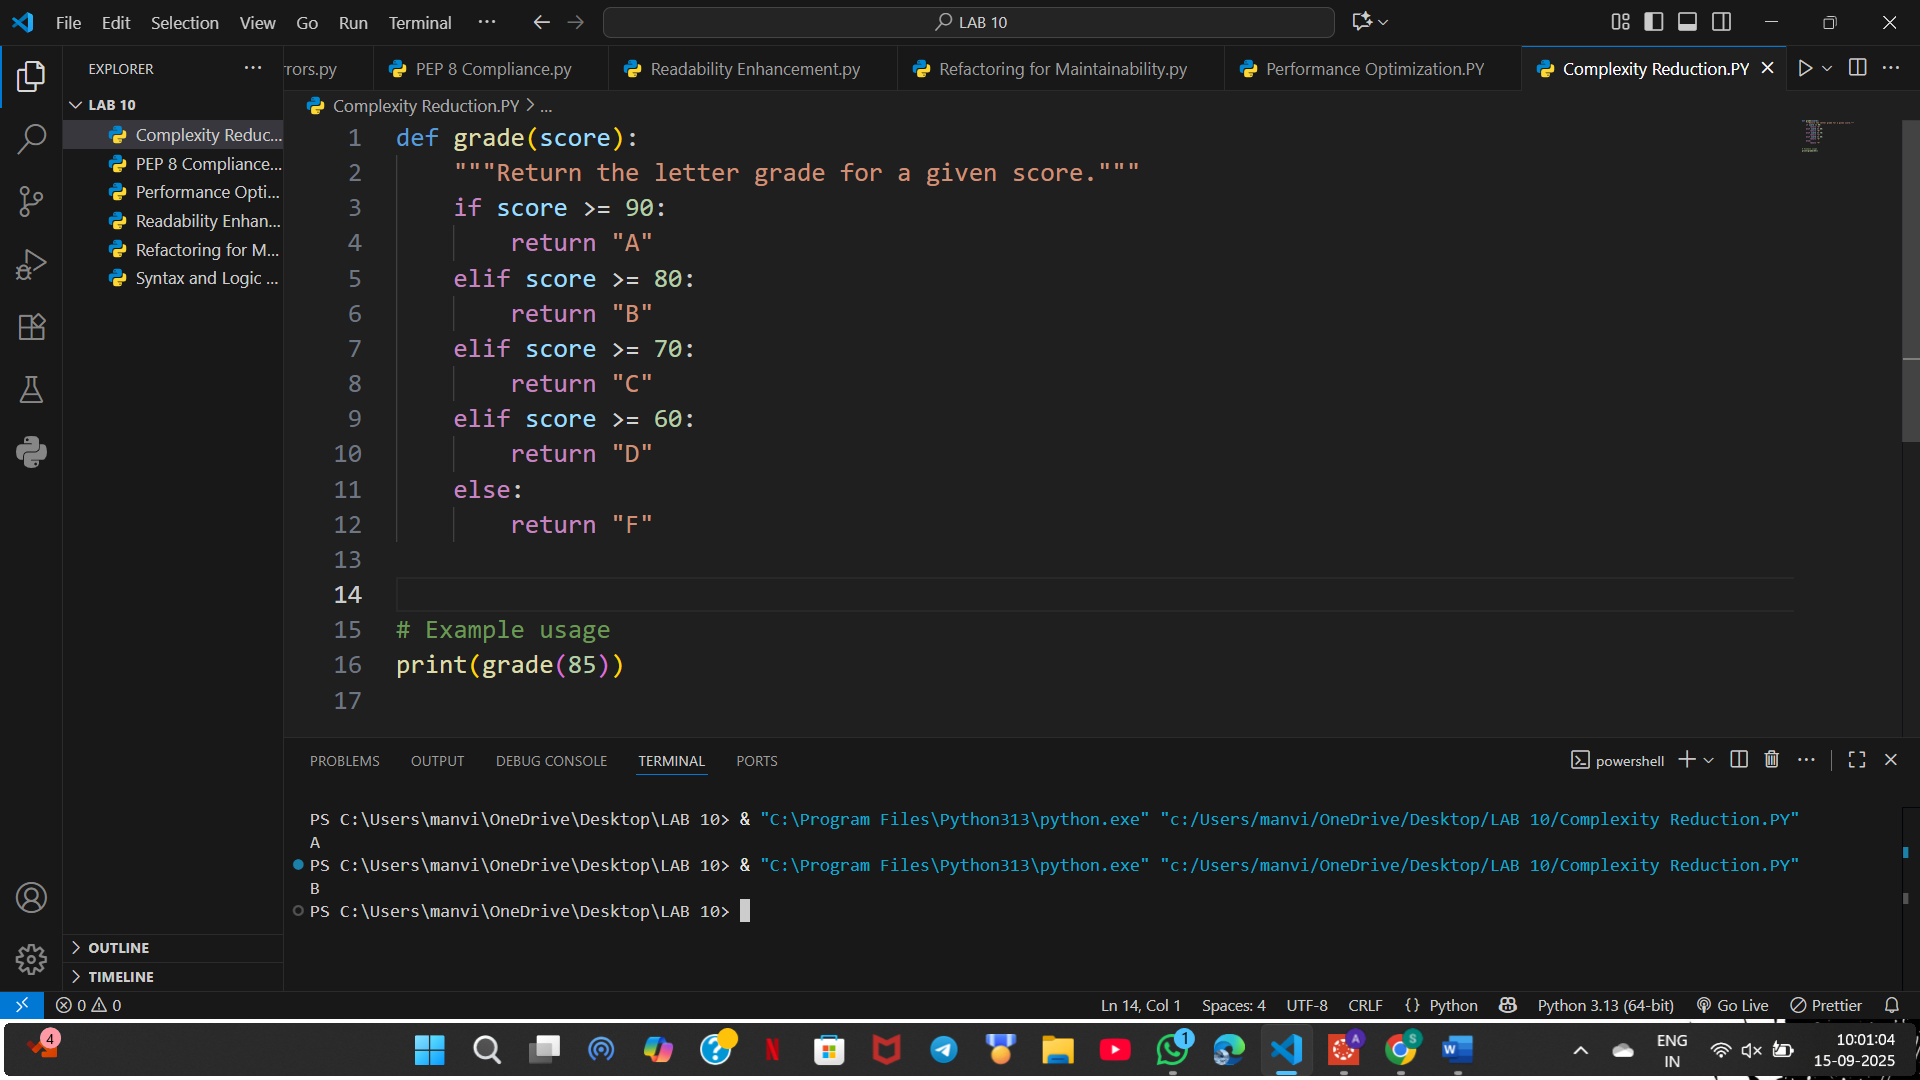 File Edit Selection View Go Run Terminal ··· LAB 10
EXPLORER ···
rrors.py PEP 8 Compliance.py Readability Enhancement.py Refactoring for Maintainability.py Performance Optimization.PY Complexity Reduction.PY ···
LAB 10
Complexity Reduc...
PEP 8 Compliance...
Performance Opti...
Readability Enhan...
Refactoring for M...
Syntax and Logic ...
OUTLINE
TIMELINE
Complexity Reduction.PY > ...
1 def grade(score):
2 """Return the letter grade for a given score."""
3 if score >= 90:
4 return "A"
5 elif score >= 80:
6 return "B"
7 elif score >= 70:
8 return "C"
9 elif score >= 60:
10 return "D"
11 else:
12 return "F"
13
14
15 # Example usage
16 print(grade(85))
17
PROBLEMS OUTPUT DEBUG CONSOLE TERMINAL PORTS powershell ···
PS C:\Users\manvi\OneDrive\Desktop\LAB 10> & "C:\Program Files\Python313\python.exe" "c:/Users/manvi/OneDrive/Desktop/LAB 10/Complexity Reduction.PY"
A
PS C:\Users\manvi\OneDrive\Desktop\LAB 10> & "C:\Program Files\Python313\python.exe" "c:/Users/manvi/OneDrive/Desktop/LAB 10/Complexity Reduction.PY"
B
PS C:\Users\manvi\OneDrive\Desktop\LAB 10>
0 0 Ln 14, Col 1 Spaces: 4 UTF-8 CRLF {} Python Python 3.13 (64-bit) Go Live Prettier
4 1 A S ENG 10:01:04
IN 15-09-2025